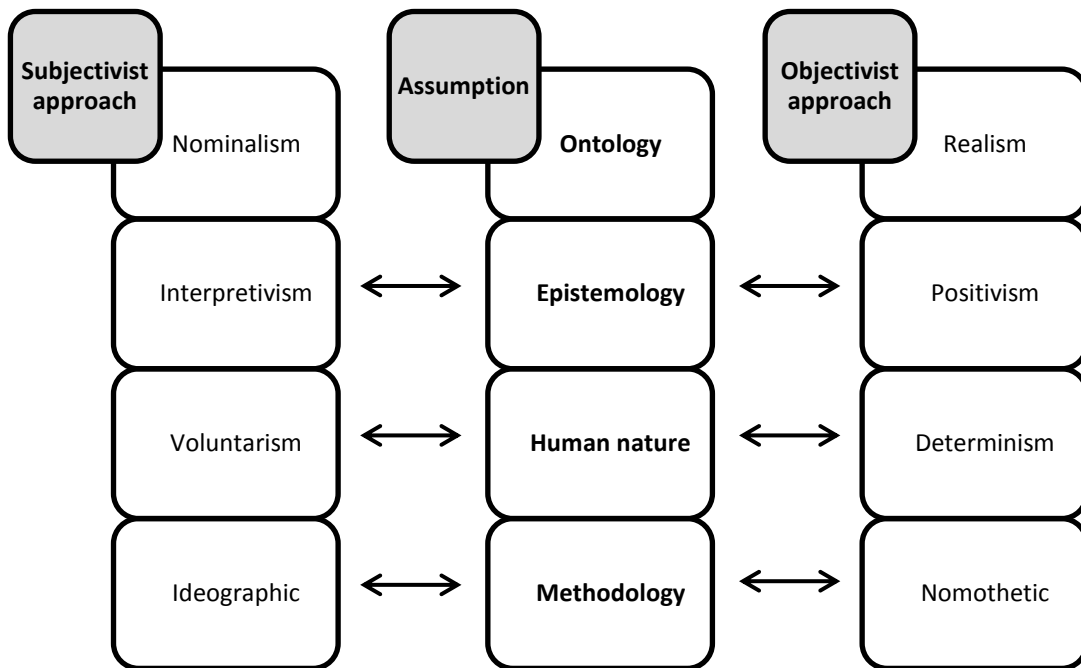 Subjectivist
approach
Assumption
Objectivist
approach
Nominalism
Ontology
Realism
Interpretivism
Epistemology
Positivism
Voluntarism
Human nature
Determinism
Ideographic
Methodology
Nomothetic